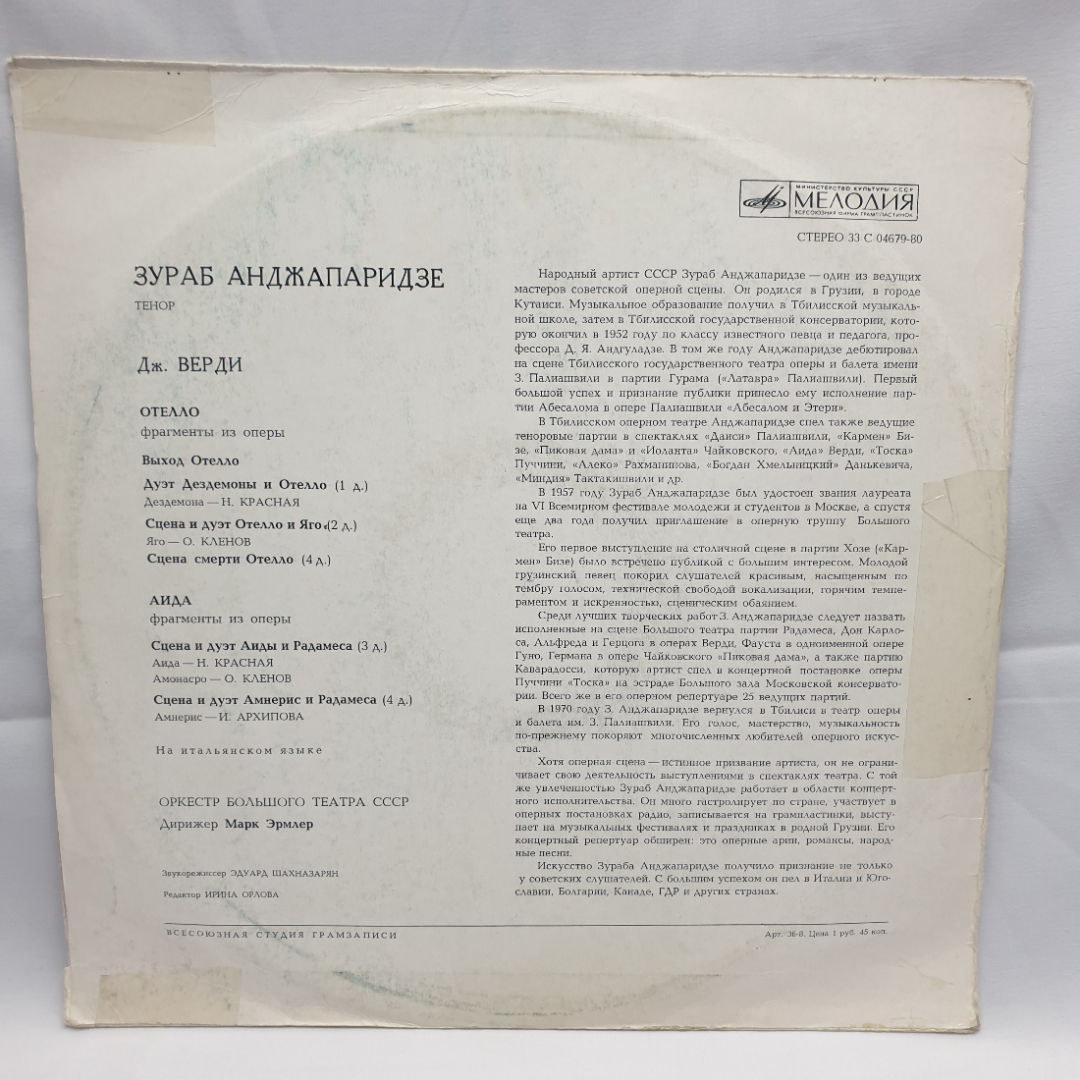 МИНИСТЕРСТВО КУЛЬТУРЫ СССР
МЕЛОДИЯ
ВСЕСОЮЗНАЯ ФИРМА ГРАМПЛАСТИНОК
СТЕРЕО 33 С 04679-80
ЗУРАБ АНДЖАПАРИДЗЕ
ТЕНОР
Дж. ВЕРДИ
ОТЕЛЛО
фрагменты из оперы
Выход Отелло
Дуэт Дездемоны и Отелло (1 д.)
Дездемона — Н. КРАСНАЯ
Сцена и дуэт Отелло и Яго (2 д.)
Яго — О. КЛЕНОВ
Сцена смерти Отелло (4 д.)
АИДА
фрагменты из оперы
Сцена и дуэт Аиды и Радамеса (3 д.)
Аида — Н. КРАСНАЯ
Амонасро — О. КЛЕНОВ
Сцена и дуэт Амнерис и Радамеса (4 д.)
Амнерис — И. АРХИПОВА
На итальянском языке
ОРКЕСТР БОЛЬШОГО ТЕАТРА СССР
Дирижер Марк Эрмлер
Звукорежиссер ЭДУАРД ШАХНАЗАРЯН
Редактор ИРИНА ОРЛОВА
Народный артист СССР Зураб Анджапаридзе — один из ведущих
мастеров советской оперной сцены. Он родился в Грузии, в городе
Кутаиси. Музыкальное образование получил в Тбилисской музыкаль-
ной школе, затем в Тбилисской государственной консерватории, кото-
рую окончил в 1952 году по классу известного певца и педагога, про-
фессора Д. Я. Андгуладзе. В том же году Анджапаридзе дебютировал
на сцене Тбилисского государственного театра оперы и балета имени
З. Палиашвили в партии Гурама («Латавра» Палиашвили). Первый
большой успех и признание публики принесло ему исполнение пар-
тии Абесалома в опере Палиашвили «Абесалом и Этери».
В Тбилисском оперном театре Анджапаридзе спел также ведущие
теноровые партии в спектаклях «Даиси» Палиашвили, «Кармен» Би-
зе, «Пиковая дама» и «Иоланта» Чайковского, «Аида» Верди, «Тоска»
Пуччини, «Алеко» Рахманинова, «Богдан Хмельницкий» Данькевича,
«Миндия» Тактакишвили и др.
В 1957 году Зураб Анджапаридзе был удостоен звания лауреата
на VI Всемирном фестивале молодежи и студентов в Москве, а спустя
еще два года получил приглашение в оперную труппу Большого
театра.
Его первое выступление на столичной сцене в партии Хозе («Кар-
мен» Бизе) было встречено публикой с большим интересом. Молодой
грузинский певец покорил слушателей красивым, насыщенным по
тембру голосом, технической свободой вокализации, горячим темпе-
раментом и искренностью, сценическим обаянием.
Среди лучших творческих работ З. Анджапаридзе следует назвать
исполненные на сцене Большого театра партии Радамеса, Дон Карло-
са, Альфреда и Герцога в операх Верди, Фауста в одноименной опере
Гуно, Германа в опере Чайковского «Пиковая дама», а также партию
Каварадосси, которую артист спел в концертной постановке оперы
Пуччини «Тоска» на эстраде Большого зала Московской консервато-
рии. Всего же в его оперном репертуаре 25 ведущих партий.
В 1970 году З. Анджапаридзе вернулся в Тбилиси в театр оперы
и балета им. З. Палиашвили. Его голос, мастерство, музыкальность
по-прежнему покоряют многочисленных любителей оперного искус-
ства.
Хотя оперная сцена — истинное призвание артиста, он не ограни-
чивает свою деятельность выступлениями в спектаклях театра. С той
же увлеченностью Зураб Анджапаридзе работает в области концерт-
ного исполнительства. Он много гастролирует по стране, участвует в
оперных постановках радио, записывается на грампластинки, высту-
пает на музыкальных фестивалях и праздниках в родной Грузии. Его
концертный репертуар обширен: это оперные арии, романсы, народ-
ные песни.
Искусство Зураба Анджапаридзе получило признание не только
у советских слушателей. С большим успехом он пел в Италии и Юго-
славии, Болгарии, Канаде, ГДР и других странах.
ВСЕСОЮЗНАЯ СТУДИЯ ГРАМЗАПИСИ
Арт. 36-8. Цена 1 руб. 45 коп.